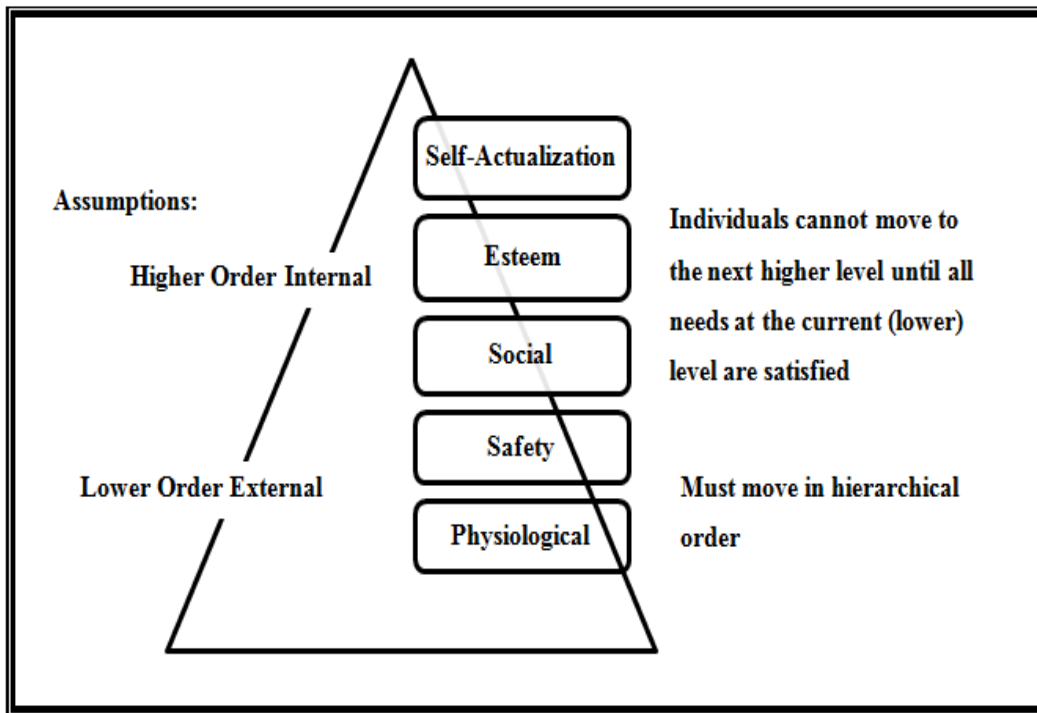 Self-Actualization
Assumptions:
Higher Order Internal
Esteem
Individuals cannot move to
the next higher level until all
needs at the current (lower)
level are satisfied
Social
Safety
Lower Order External
Physiological
Must move in hierarchical
order